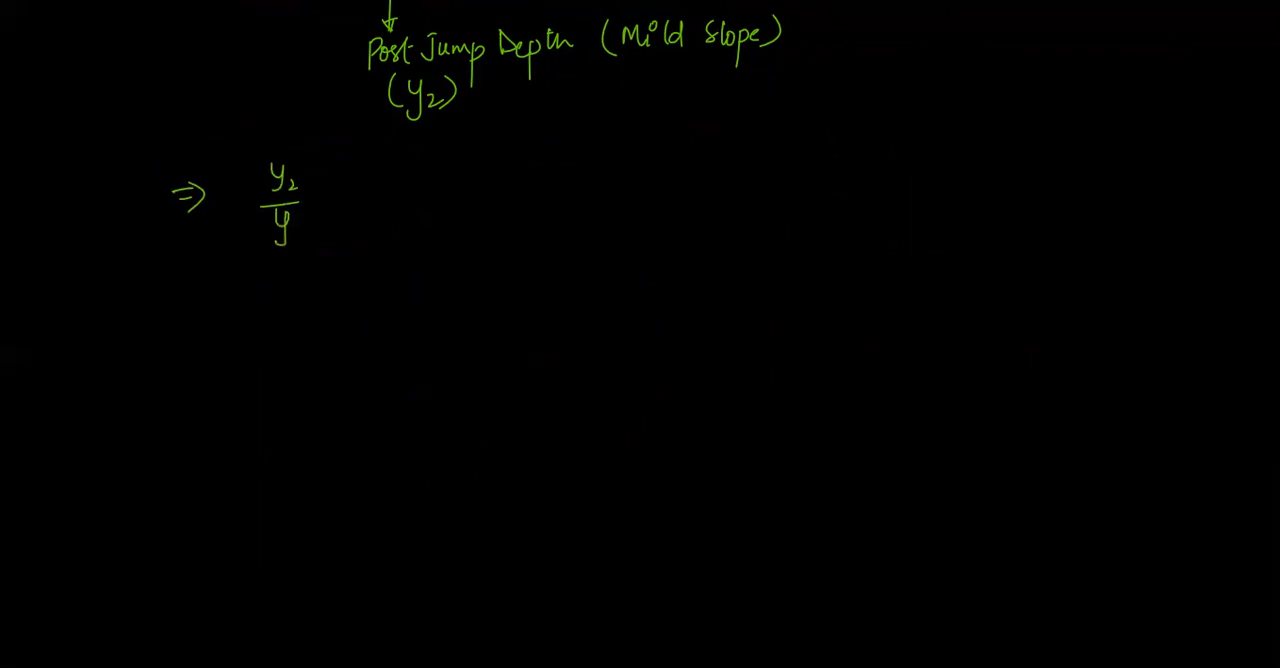 ↓
Post-Jump Depth (Mild Slope)
(y₂)
⇒ y₂
y